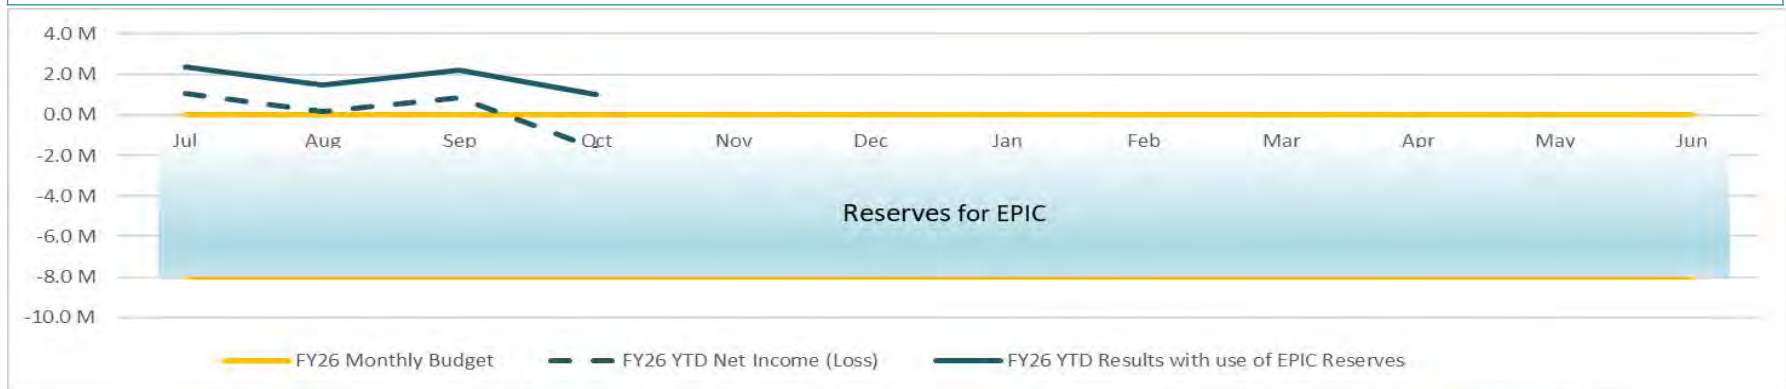 4.0 M
2.0 M
0.0 M
Jul Aug Sep Oct Nov Dec Jan Feb Mar Apr May Jun
-2.0 M
-4.0 M
Reserves for EPIC
-6.0 M
-8.0 M
-10.0 M
FY26 Monthly Budget FY26 YTD Net Income (Loss) FY26 YTD Results with use of EPIC Reserves